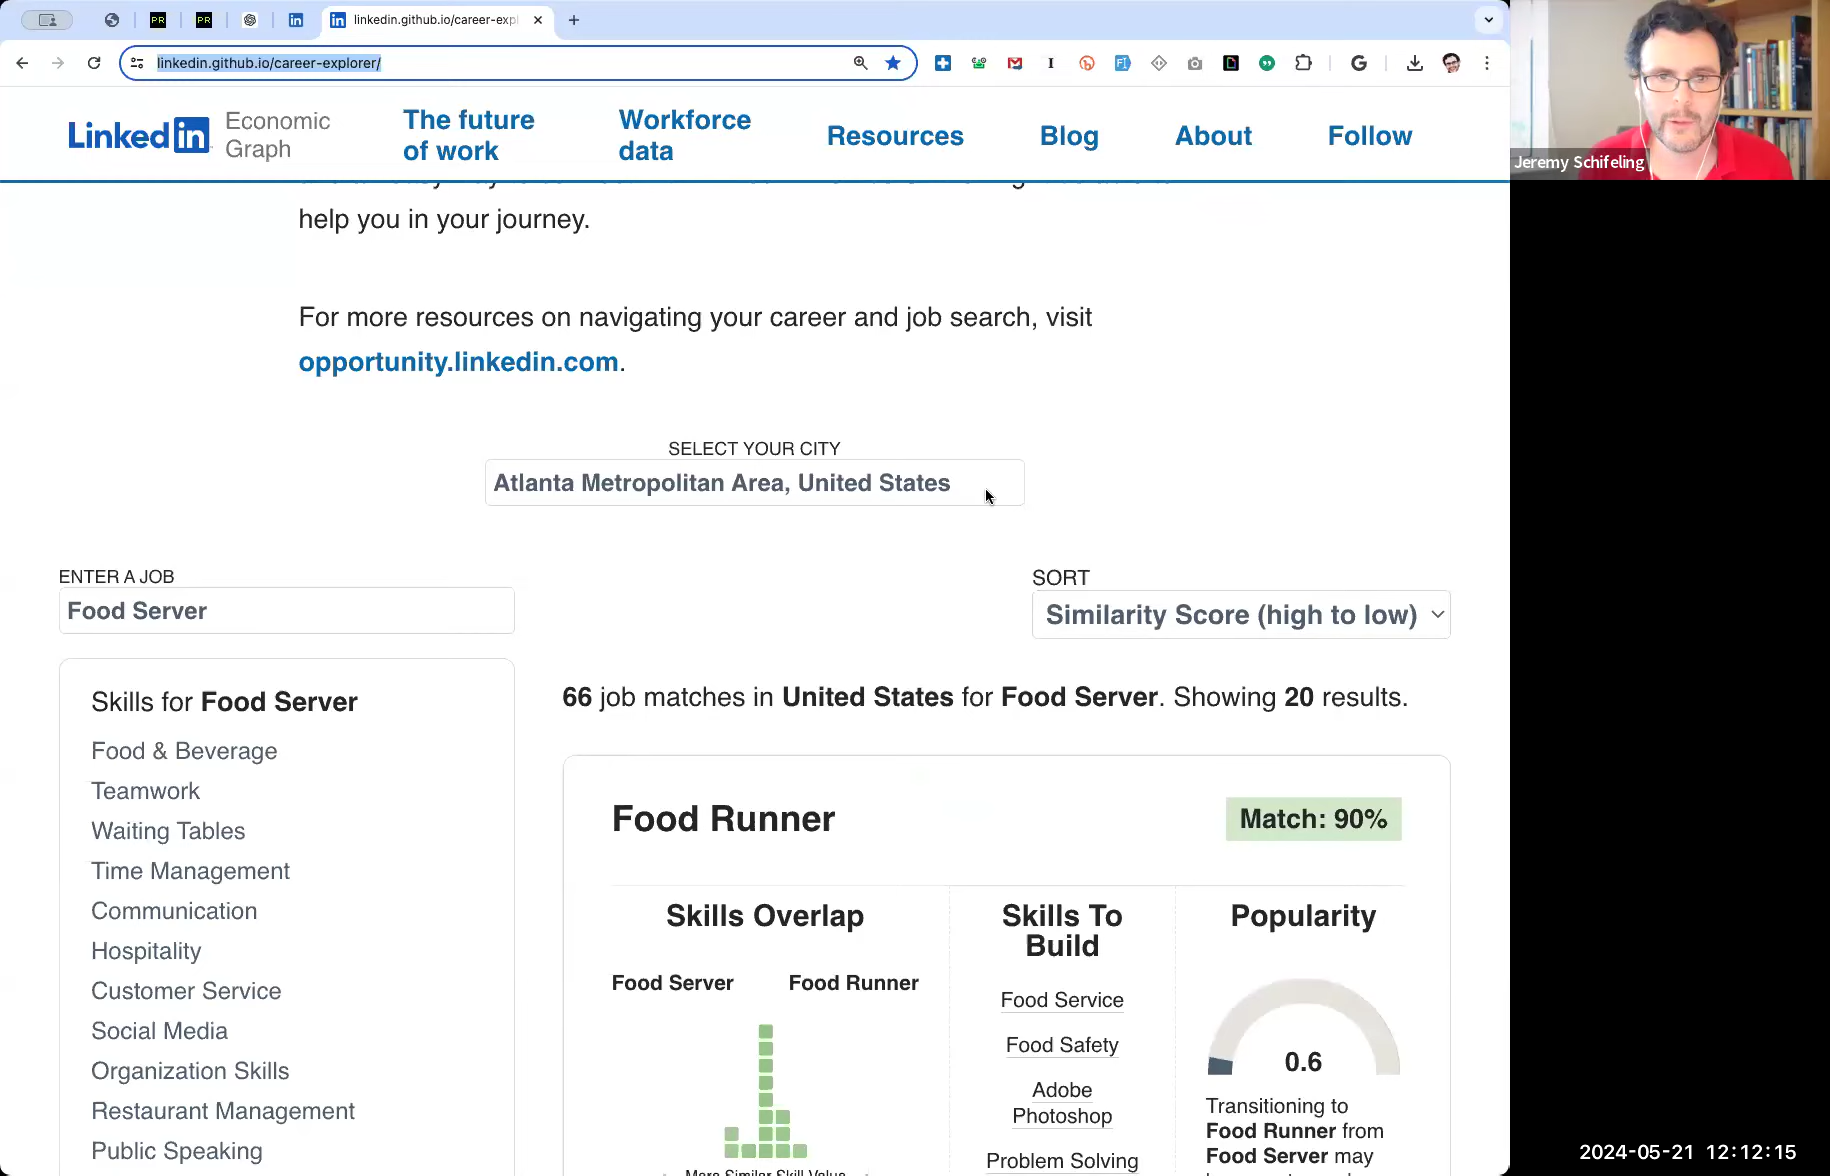 linkedin.github.io/career-exp
linkedin.github.io/career-explorer/
Linkedin
Economic
Graph
The future
of work
Workforce
data
Resources
Blog
About
Follow
Jeremy Schifeling
help you in your journey.
For more resources on navigating your career and job search, visit
opportunity.linkedin.com.
SELECT YOUR CITY
Atlanta Metropolitan Area, United States
ENTER A JOB
Food Server
SORT
Similarity Score (high to low)
Skills for Food Server
Food & Beverage
Teamwork
Waiting Tables
Time Management
Communication
Hospitality
Customer Service
Social Media
Organization Skills
Restaurant Management
Public Speaking
66 job matches in United States for Food Server. Showing 20 results.
Food Runner
Match: 90%
Skills Overlap
Food Server
Food Runner
More Similar Skill Value
Skills To
Build
Food Service
Food Safety
Adobe
Photoshop
Problem Solving
Popularity
0.6
Transitioning to
Food Runner from
Food Server may
2024-05-21 12:12:15